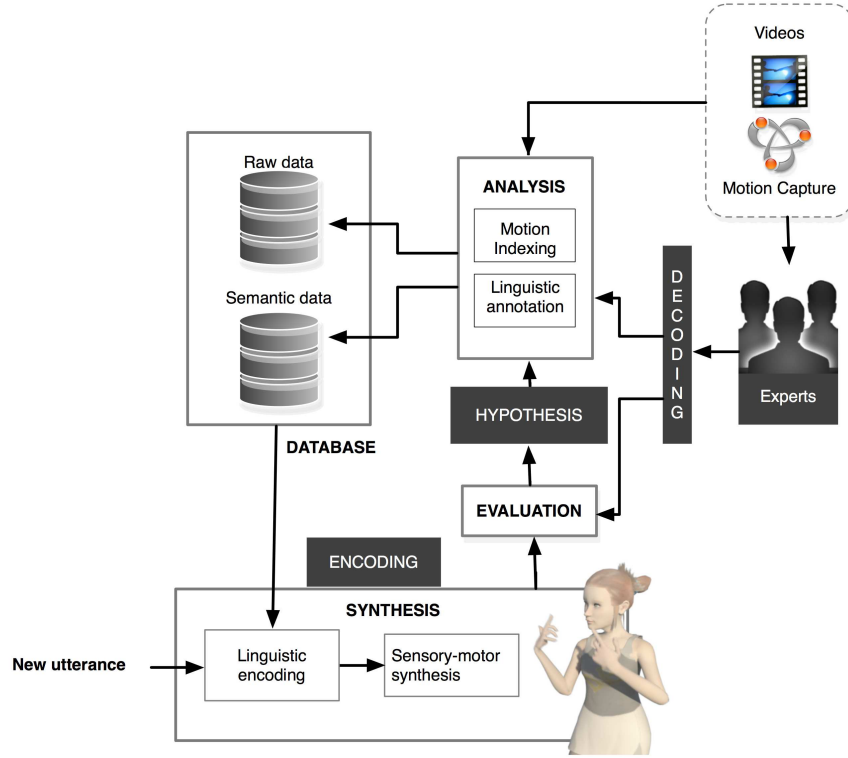 Videos
Motion Capture
Raw data
Semantic data
DATABASE
ANALYSIS
Motion
Indexing
Linguistic
annotation
DECODING
Experts
HYPOTHESIS
EVALUATION
ENCODING
SYNTHESIS
New utterance
Linguistic
encoding
Sensory-motor
synthesis